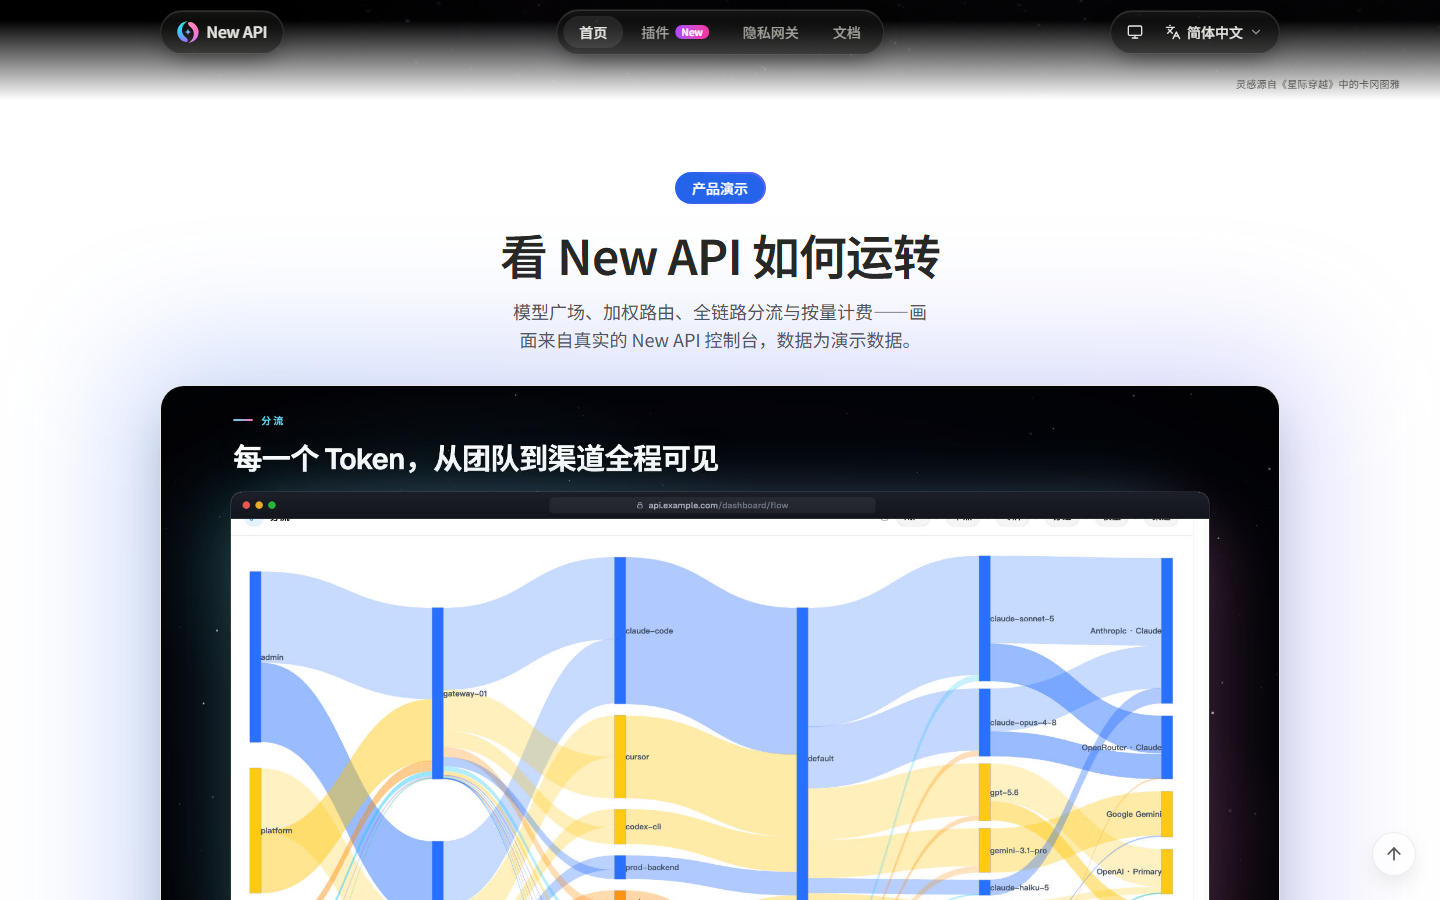 New API
首页
插件 New
隐私网关
文档
简体中文
灵感源自《星际穿越》中的卡冈图雅
产品演示
看 New API 如何运转
模型广场、加权路由、全链路分流与按量计费——画
面来自真实的 New API 控制台，数据为演示数据。
分流
每一个 Token，从团队到渠道全程可见
api.example.com/dashboard/flow
claude-sonnet-5
claude-code
Anthropic · Claude
admin
gateway-01
claude-opus-4-8
OpenRouter · Claude
cursor
default
gpt-5.6
Google Gemini
codex-cli
platform
gemini-3.1-pro
prod-backend
OpenAI · Primary
claude-haiku-5